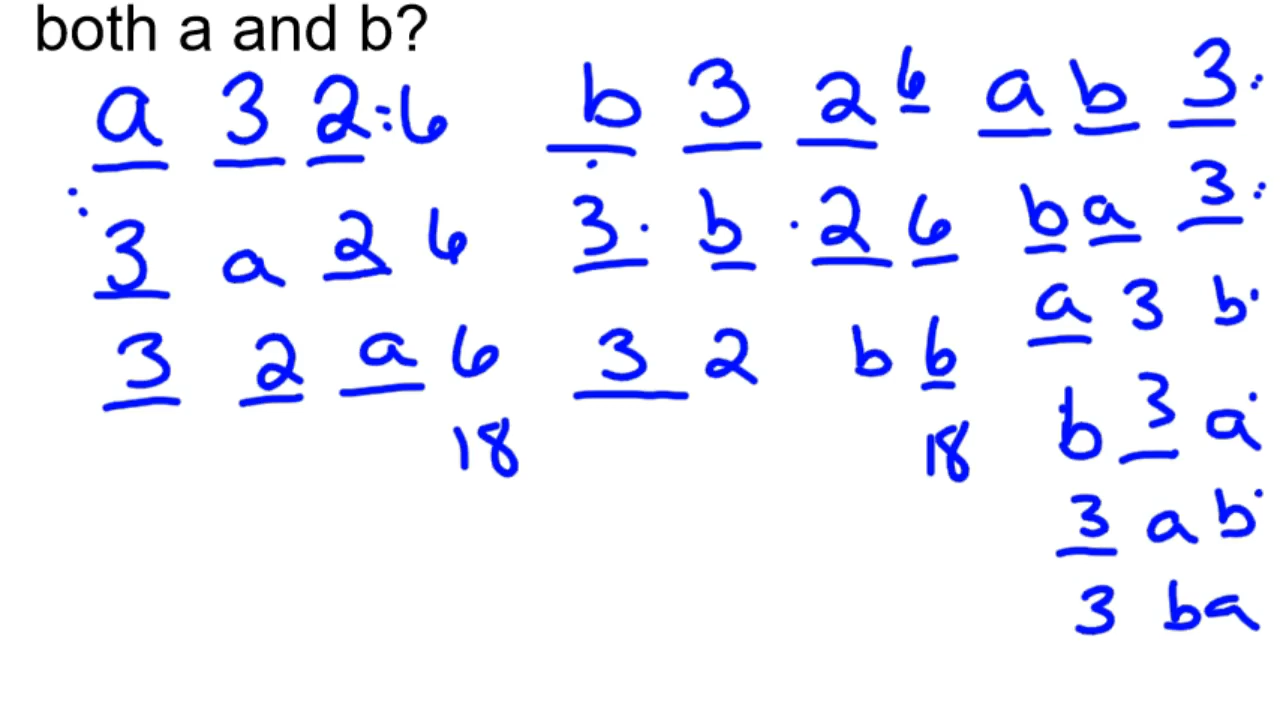 both a and b?
a 3 2 = 6 b 3 2 6 a b 3 .
3 a 2 6 3 . b . 2 6 b a 3 .
a 3 b
3 2 a 6 3 2 b 6
b 3 a
18 18
3 a b
3 b a